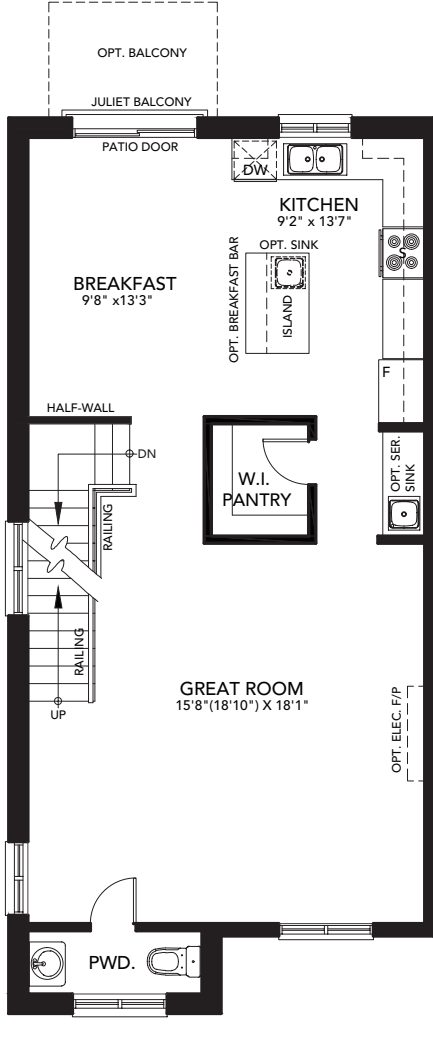 OPT. BALCONY
JULIET BALCONY
PATIO DOOR
DW
KITCHEN
9'2" x 13'7"
OPT. SINK
S
BREAKFAST
9'8" x13'3"
OPT. BREAKFAST BAR
ISLAND
F
HALF-WALL
DN
W.I.
PANTRY
OPT. SER.
SINK
RAILING
RAILING
UP
GREAT ROOM
15'8"(18'10") X 18'1"
OPT. ELEC. F/P
PWD.